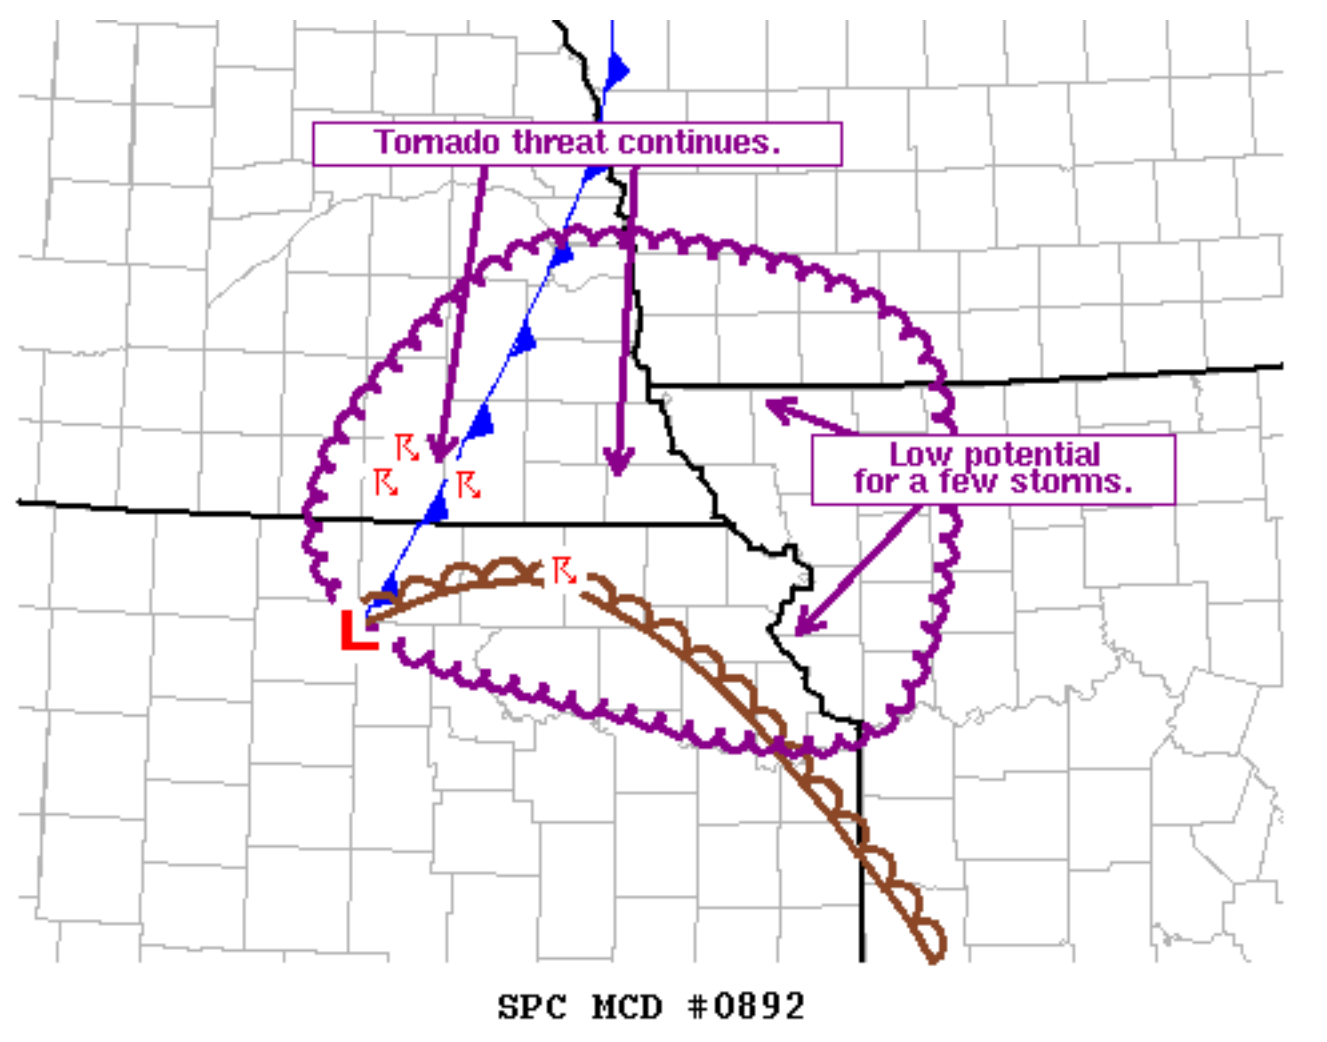 Tornado threat continues.
Low potential
for a few storms.
L
SPC MCD #0892